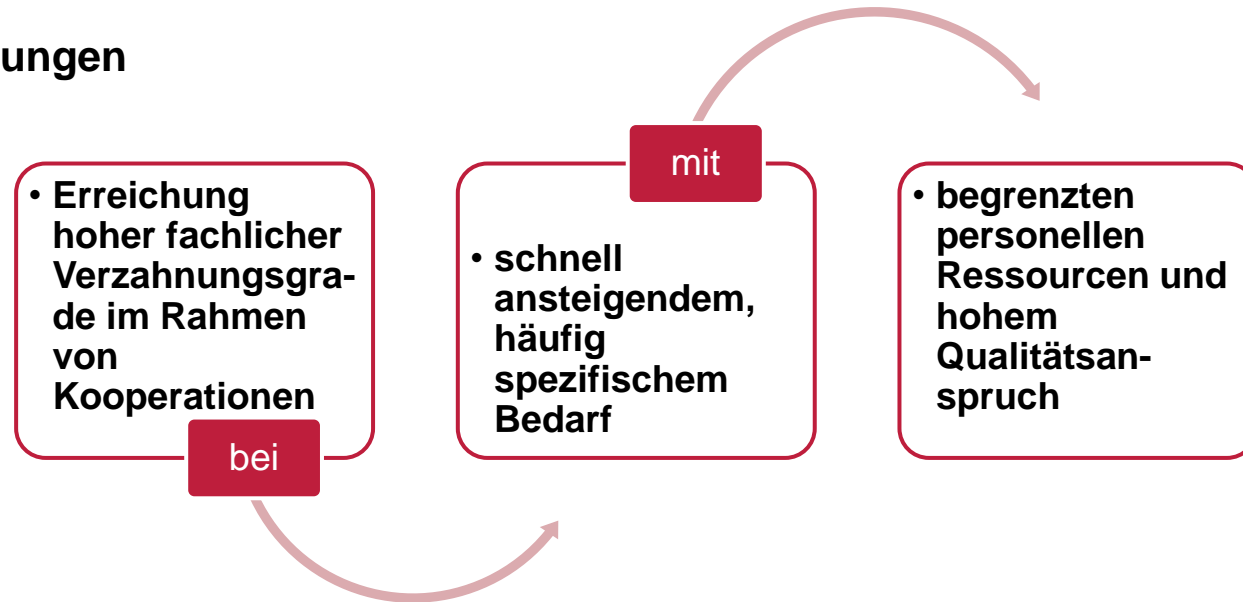 ungen
• Erreichung
hoher fachlicher
Verzahnungsgra-
de im Rahmen
von
Kooperationen
bei
mit
• schnell
ansteigendem,
häufig
spezifischem
Bedarf
• begrenzten
personellen
Ressourcen und
hohem
Qualitätsan-
spruch